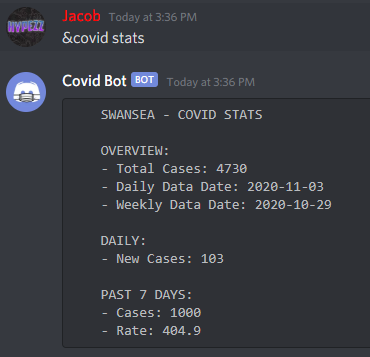 HYPEZZ
Jacob Today at 3:36 PM
&covid stats
Covid Bot BOT Today at 3:36 PM
SWANSEA - COVID STATS
OVERVIEW:
- Total Cases: 4730
- Daily Data Date: 2020-11-03
- Weekly Data Date: 2020-10-29
DAILY:
- New Cases: 103
PAST 7 DAYS:
- Cases: 1000
- Rate: 404.9